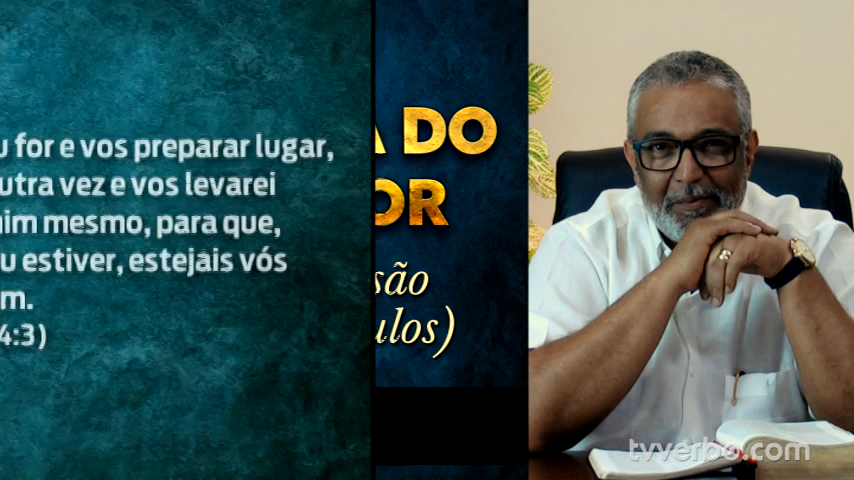 u for e vos preparar lugar,
utra vez e vos levarei
im mesmo, para que,
u estiver, estejais vós
m.
4:3)
A DO
OR
são
ulos)
tvverbo.com